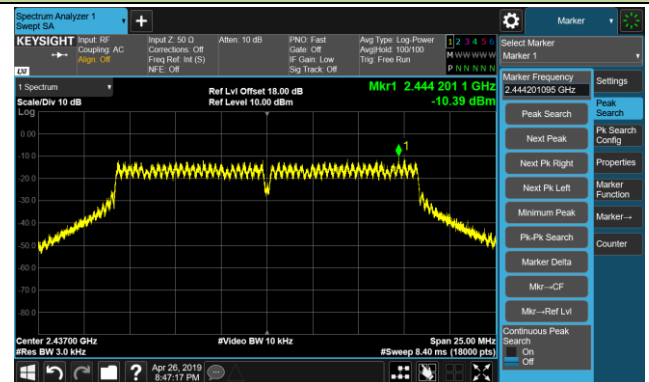 Spectrum Analyzer 1
Swept SA
+
Marker
KEYSIGHT
Input: RF
Coupling: AC
Align: Off
Input Z: 50 Ω
Corrections: Off
Freq Ref: Int (S)
NFE: Off
Atten: 10 dB
PNO: Fast
Gate: Off
IF Gain: Low
Sig Track: Off
Avg Type: Log-Power
Avg|Hold: 100/100
Trig: Free Run
1 2 3 4 5 6
M W W W W W
P N N N N N
LXI
Select Marker
Marker 1
1 Spectrum
Scale/Div 10 dB
Log
Ref Lvl Offset 18.00 dB
Ref Level 10.00 dBm
Mkr1 2.444 201 1 GHz
-10.39 dBm
0.00
-10.0
-20.0
-30.0
-40.0
-50.0
-60.0
-70.0
-80.0
1
Center 2.43700 GHz
#Res BW 3.0 kHz
#Video BW 10 kHz
Span 25.00 MHz
#Sweep 8.40 ms (18000 pts)
Marker Frequency
2.444201095 GHz
Peak Search
Next Peak
Next Pk Right
Next Pk Left
Minimum Peak
Pk-Pk Search
Marker Delta
Mkr→CF
Mkr→Ref Lvl
Continuous Peak
Search
On
Off
Settings
Peak
Search
Pk Search
Config
Properties
Marker
Function
Marker→
Counter
?
Apr 26, 2019
8:47:17 PM